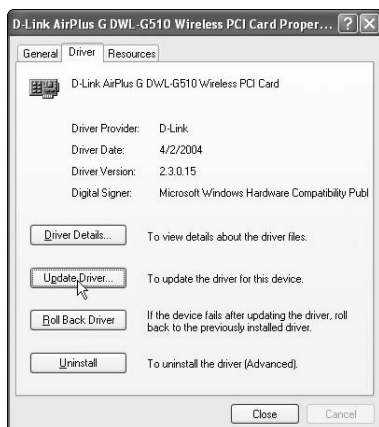 D-Link AirPlus G DWL-G510 Wireless PCI Card Proper...
General Driver Resources
D-Link AirPlus G DWL-G510 Wireless PCI Card
Driver Provider: D-Link
Driver Date: 4/2/2004
Driver Version: 2.3.0.15
Digital Signer: Microsoft Windows Hardware Compatibility Publ
Driver Details... To view details about the driver files.
Update Driver... To update the driver for this device.
Roll Back Driver If the device fails after updating the driver, roll
back to the previously installed driver.
Uninstall To uninstall the driver (Advanced).
Close Cancel